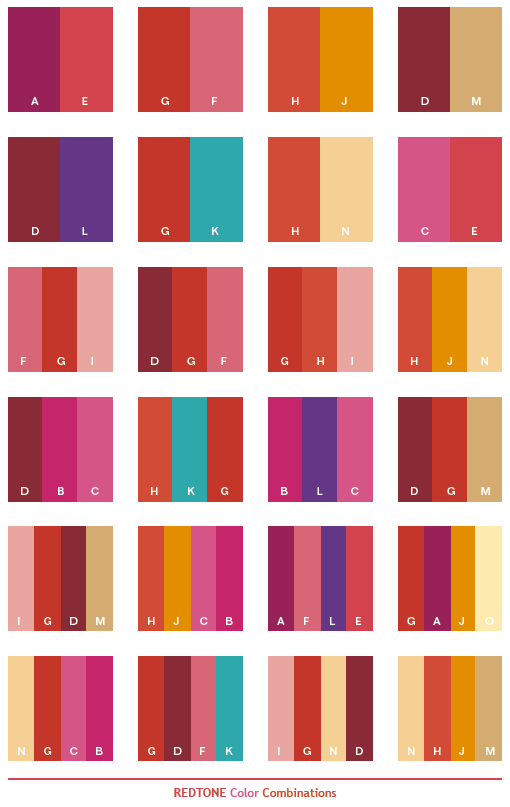 A E G F H J D M
D L G K H N C E
F G I D G F G H I H J N
D B C H K G B L C D G M
I G D M H J C B A F L E G A J O
N G C B G D F K I G N D N H J M
REDTONE Color Combinations